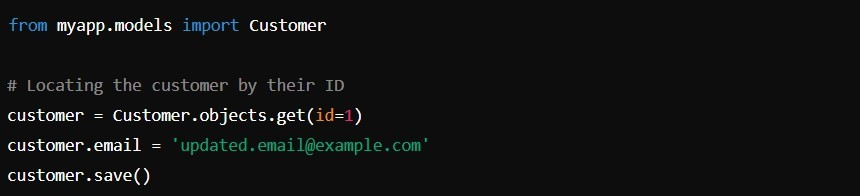 from myapp.models import Customer
# Locating the customer by their ID
customer = Customer.objects.get(id=1)
customer.email = 'updated.email@example.com'
customer.save()